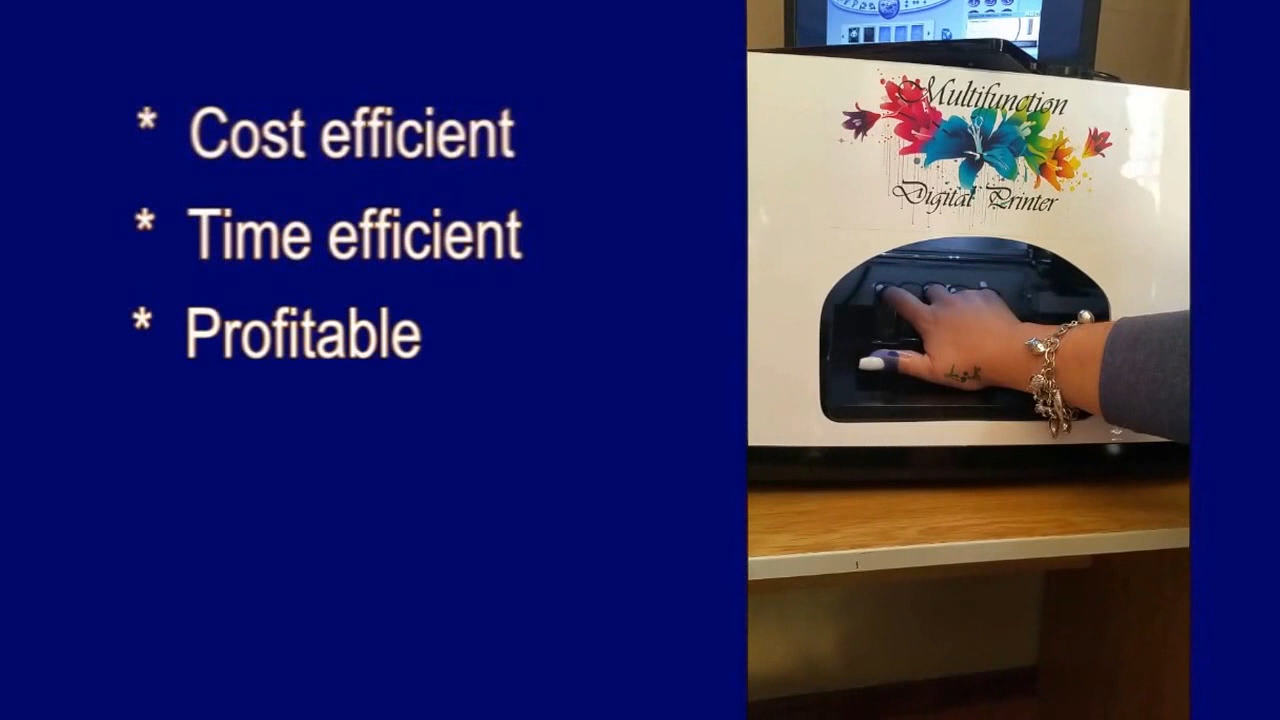 * Cost efficient
* Time efficient
* Profitable
Multifunction
Digital Printer